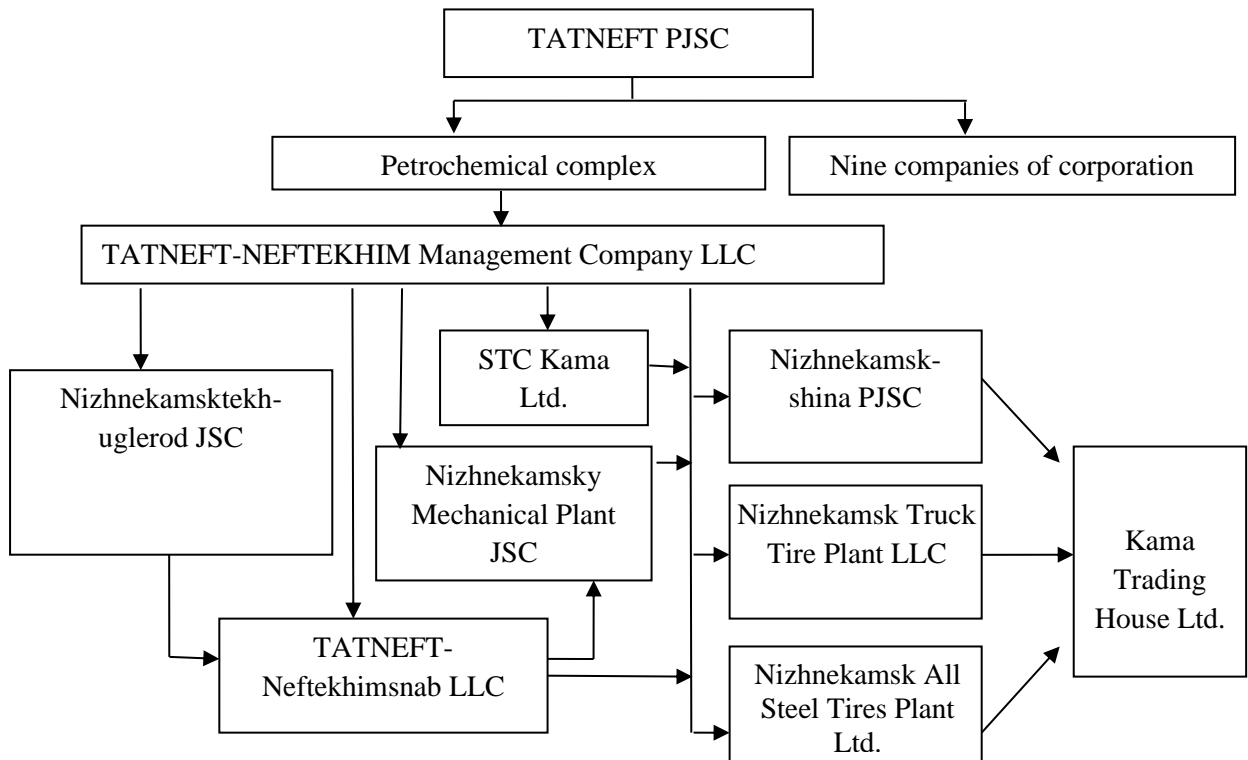 TATNEFT PJSC
Petrochemical complex
Nine companies of corporation
TATNEFT-NEFTEKHIM Management Company LLC
STC Kama
Ltd.
Nizhnekamsk-
shina PJSC
Nizhnekamsktekh-
uglerod JSC
Nizhnekamsky
Mechanical Plant
JSC
Nizhnekamsk Truck
Tire Plant LLC
Kama
Trading
House Ltd.
TATNEFT-
Neftekhimsnab LLC
Nizhnekamsk All
Steel Tires Plant
Ltd.